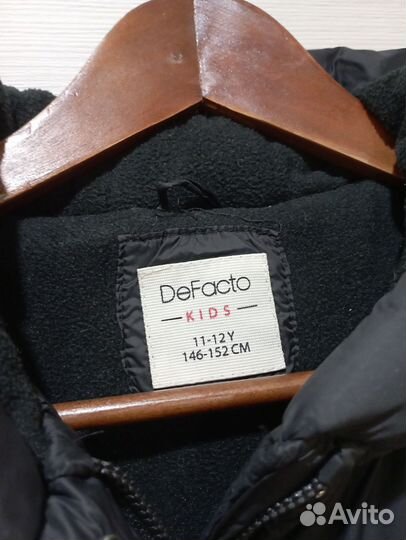 DeFacto
KIDS
11-12 Y
146-152 CM
Avito